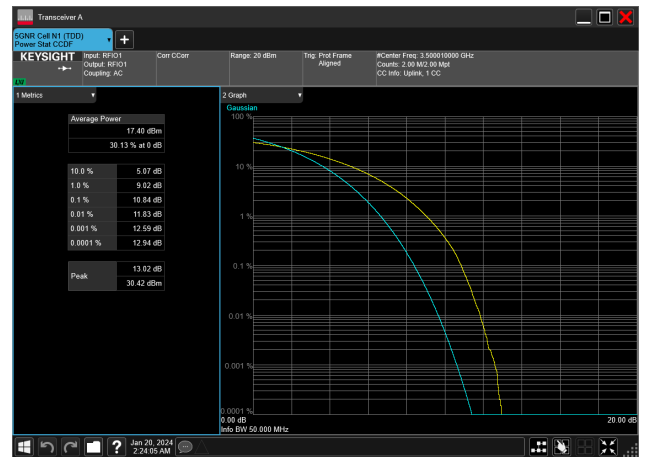 Transceiver A
5GNR Cell N1 (TDD)
Power Stat CCDF
KEYSIGHT
LXI
Input: RFIO1
Output: RFIO1
Coupling: AC
Corr CCorr
Range: 20 dBm
Trig: Prot Frame
Aligned
#Center Freq: 3.500010000 GHz
Counts: 2.00 M/2.00 Mpt
CC Info: Uplink, 1 CC
1 Metrics
Average Power
17.40 dBm
30.13 % at 0 dB
10.0 % 5.07 dB
1.0 % 9.02 dB
0.1 % 10.84 dB
0.01 % 11.83 dB
0.001 % 12.59 dB
0.0001 % 12.94 dB
Peak
13.02 dB
30.42 dBm
2 Graph
Gaussian
100 %
10 %
1 %
0.1 %
0.01 %
0.001 %
0.0001 %
0.00 dB
20.00 dB
Info BW 50.000 MHz
?
Jan 20, 2024
2:24:05 AM